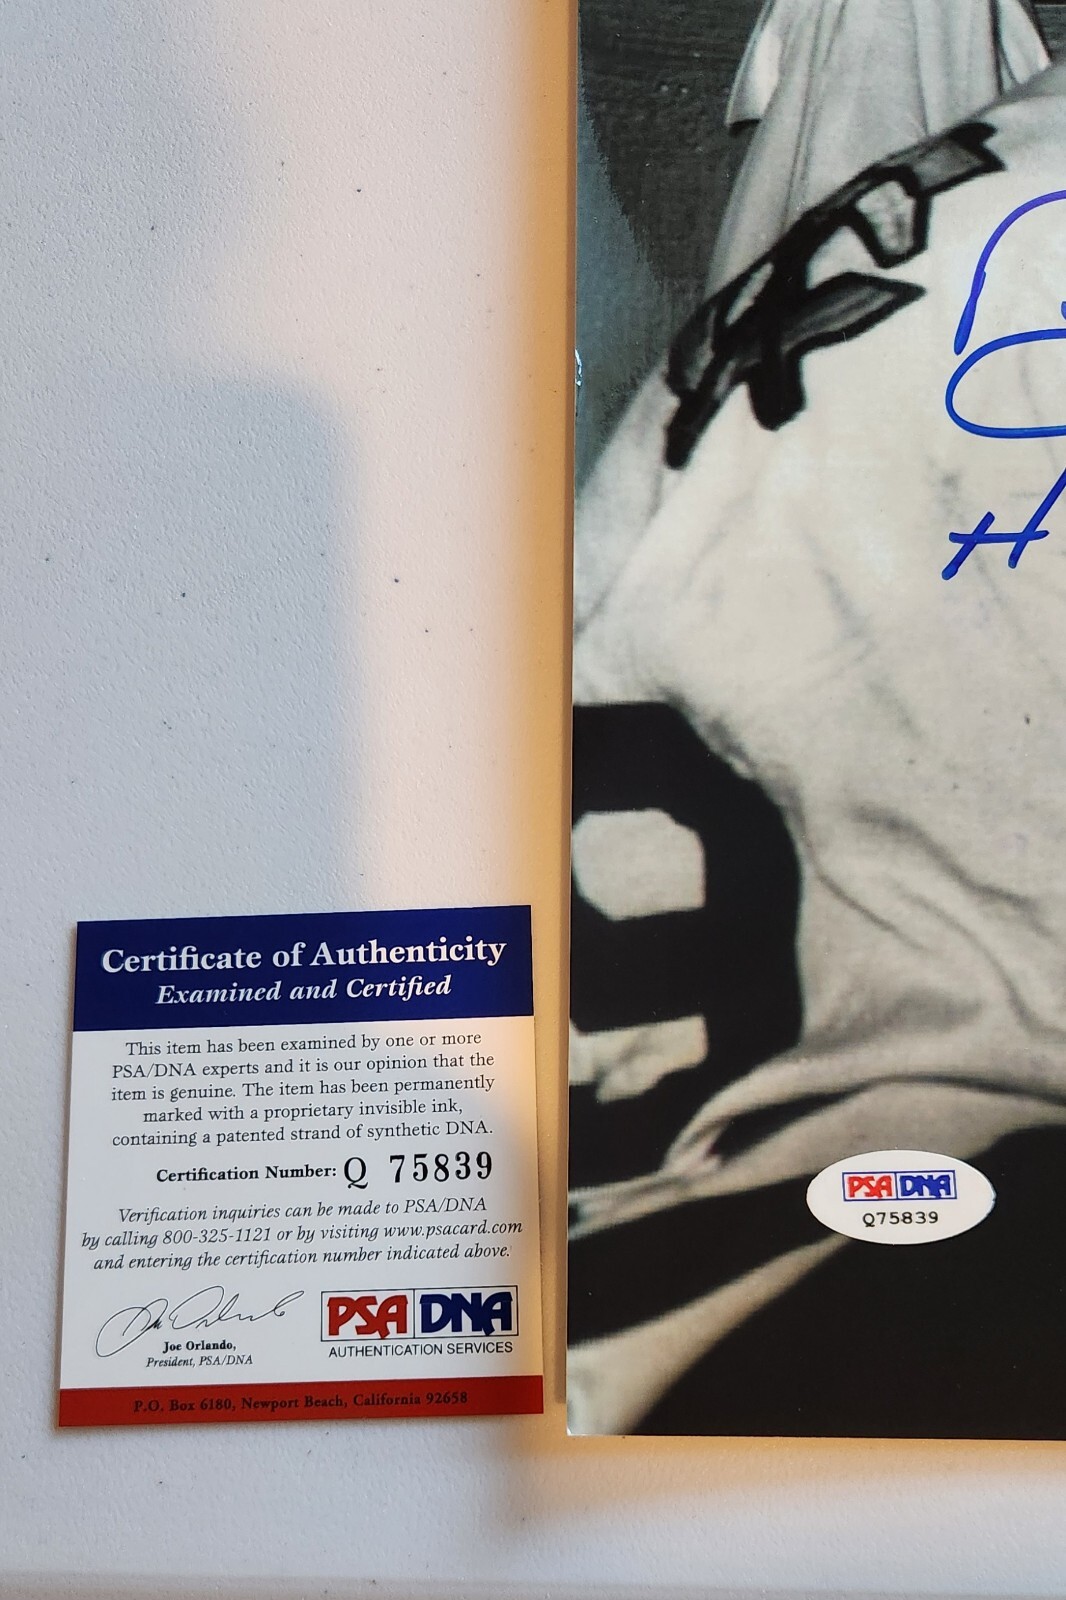 Certificate of Authenticity
Examined and Certified
This item has been examined by one or more
PSA/DNA experts and it is our opinion that the
item is genuine. The item has been permanently
marked with a proprietary invisible ink,
containing a patented strand of synthetic DNA.
Certification Number: Q 75839
Verification inquiries can be made to PSA/DNA
by calling 800-325-1121 or by visiting www.psacard.com
and entering the certification number indicated above.
Joe Orlando,
President, PSA/DNA
PSA DNA
AUTHENTICATION SERVICES
P.O. Box 6180, Newport Beach, California 92658
PSA DNA
Q75839
H